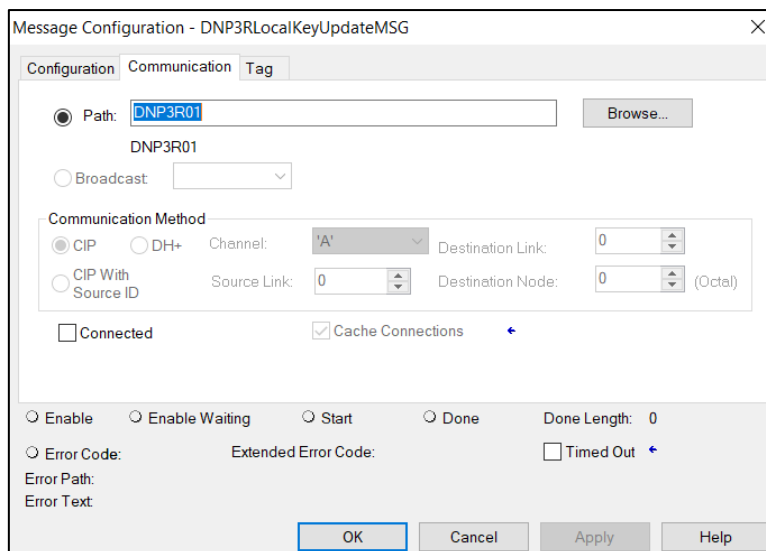 Message Configuration - DNP3RLocalKeyUpdateMSG
Configuration Communication Tag
Path: DNP3R01 Browse...
DNP3R01
Broadcast:
Communication Method
CIP DH+ Channel: 'A' Destination Link: 0
CIP With Source ID Source Link: 0 Destination Node: 0 (Octal)
Connected Cache Connections
Enable Enable Waiting Start Done Done Length: 0
Error Code: Extended Error Code: Timed Out
Error Path:
Error Text:
OK Cancel Apply Help